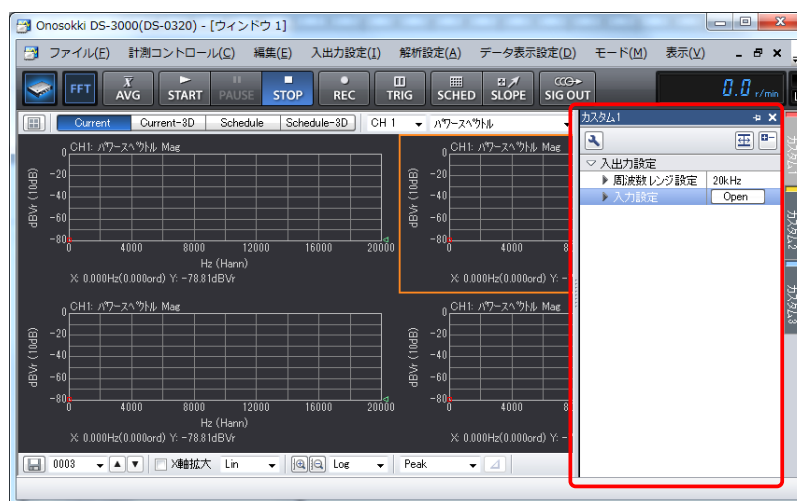 Onosokki DS-3000(DS-0320) - [ウィンドウ 1]
ファイル(F) 計測コントロール(C) 編集(E) 入出力設定(I) 解析設定(A) データ表示設定(D) モード(M) 表示(V)
FFT X AVG START PAUSE STOP REC TRIG SCHED SLOPE SIG OUT 0.0 r/min
Current Current-3D Schedule Schedule-3D CH 1 パワースペクトル
CH1: パワースペクトル Mag
0
-20
-40
-60
-80
dBVr (10dB)
0 4000 8000 12000 16000 20000
Hz (Hann)
X: 0.000Hz(0.000ord) Y: -78.81dBVr
CH1: パワースペクトル Mag
0
-20
-40
-60
-80
dBVr (10dB)
0 4000 8
X: 0.000Hz(0.000ord) Y: -
CH1: パワースペクトル Mag
0
-20
-40
-60
-80
dBVr (10dB)
0 4000 8000 12000 16000 20000
Hz (Hann)
X: 0.000Hz(0.000ord) Y: -78.81dBVr
CH1: パワースペクトル Mag
0
-20
-40
-60
-80
dBVr (10dB)
0 4000 8
X: 0.000Hz(0.000ord) Y: -
カスタム1
入出力設定
周波数レンジ設定 20kHz
入力設定 Open
カスタム1
カスタム2
カスタム3
0003 X軸拡大 Lin Log Peak